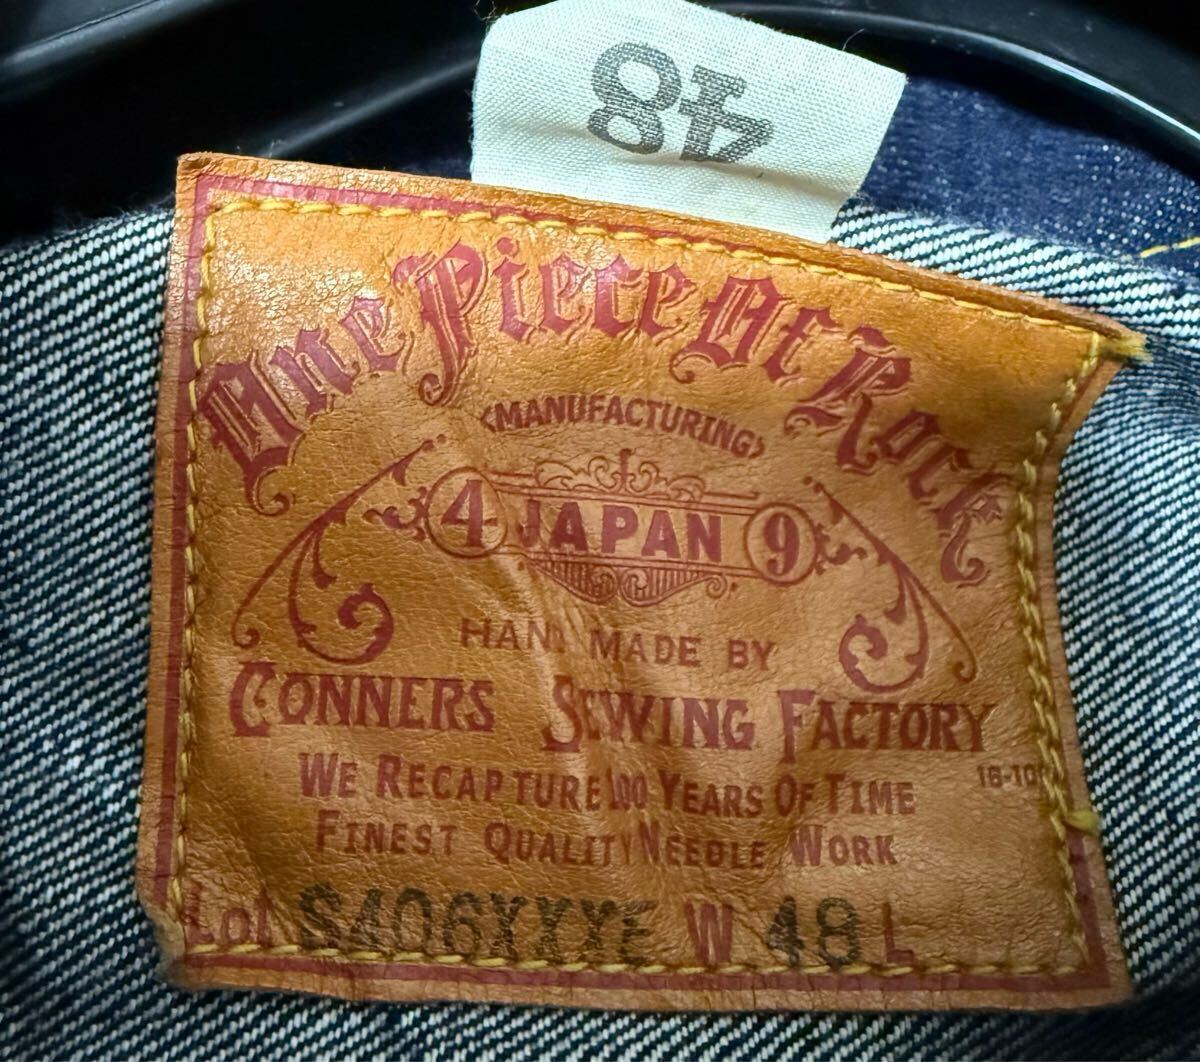 48
One Piece Of Rock
MANUFACTURING
4 JAPAN 9
HAND MADE BY
CONNERS SEWING FACTORY
WE RECAPTURE 100 YEARS OF TIME
FINEST QUALITY NEEDLE WORK
Lot S406XXXE W 48 L